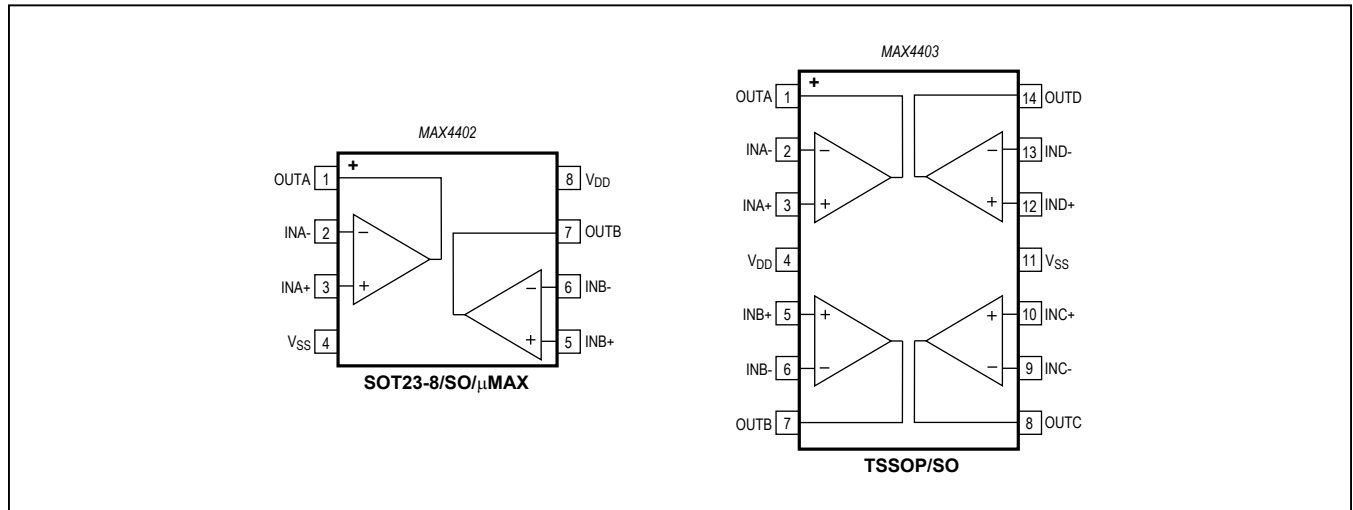 MAX4402
+
OUTA 1
8 VDD
INA- 2
−
7 OUTB
INA+ 3
+
−
6 INB-
VSS 4
+
5 INB+
SOT23-8/SO/μMAX
MAX4403
+
OUTA 1
14 OUTD
INA- 2
−
−
13 IND-
INA+ 3
+
+
12 IND+
VDD 4
11 VSS
INB+ 5
+
+
10 INC+
INB- 6
−
−
9 INC-
OUTB 7
8 OUTC
TSSOP/SO